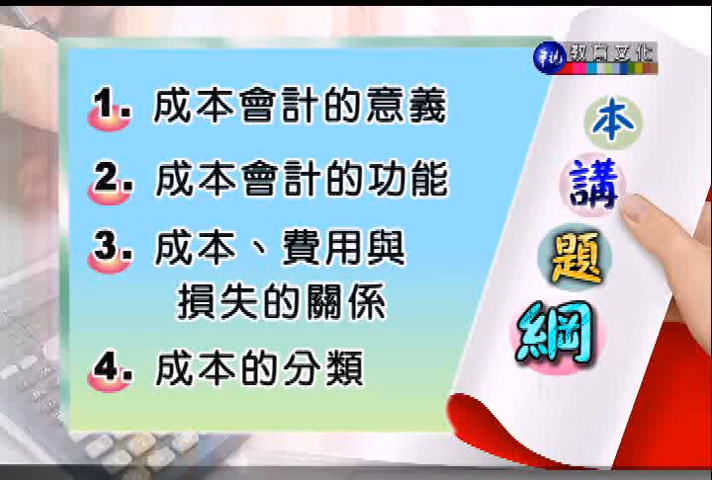 華視 教育文化
1. 成本會計的意義
2. 成本會計的功能
3. 成本、費用與
損失的關係
4. 成本的分類
本講題綱